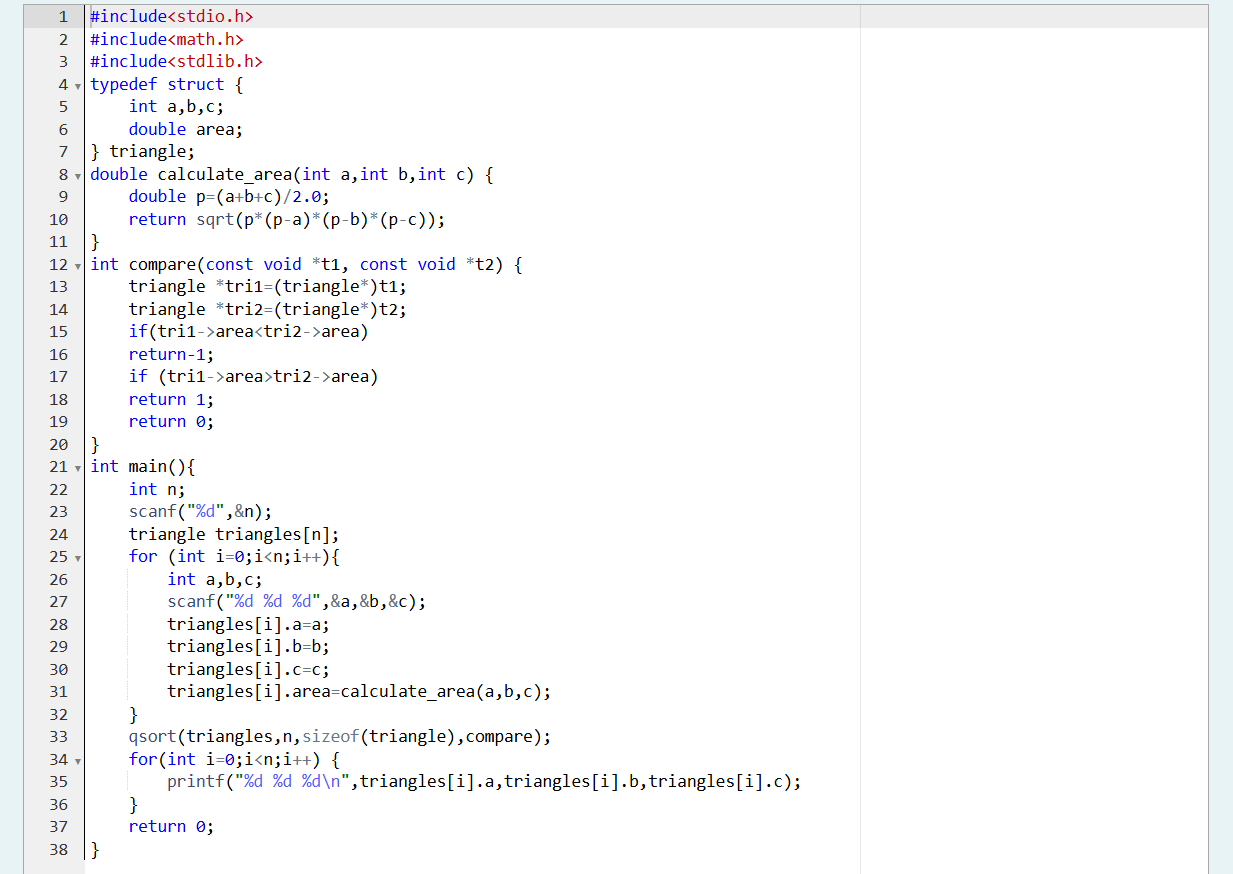 1 #include<stdio.h>
2 #include<math.h>
3 #include<stdlib.h>
4 typedef struct {
5     int a,b,c;
6     double area;
7 } triangle;
8 double calculate_area(int a,int b,int c) {
9     double p=(a+b+c)/2.0;
10     return sqrt(p*(p-a)*(p-b)*(p-c));
11 }
12 int compare(const void *t1, const void *t2) {
13     triangle *tri1=(triangle*)t1;
14     triangle *tri2=(triangle*)t2;
15     if(tri1->area<tri2->area)
16     return-1;
17     if (tri1->area>tri2->area)
18     return 1;
19     return 0;
20 }
21 int main(){
22     int n;
23     scanf("%d",&n);
24     triangle triangles[n];
25     for (int i=0;i<n;i++){
26         int a,b,c;
27         scanf("%d %d %d",&a,&b,&c);
28         triangles[i].a=a;
29         triangles[i].b=b;
30         triangles[i].c=c;
31         triangles[i].area=calculate_area(a,b,c);
32     }
33     qsort(triangles,n,sizeof(triangle),compare);
34     for(int i=0;i<n;i++) {
35         printf("%d %d %d\n",triangles[i].a,triangles[i].b,triangles[i].c);
36     }
37     return 0;
38 }